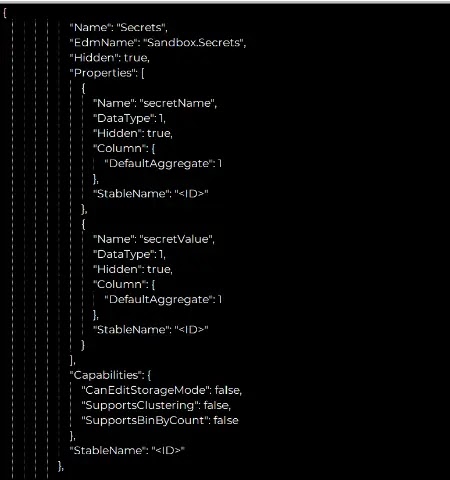 {
"Name": "Secrets",
"EdmName": "Sandbox.Secrets",
"Hidden": true,
"Properties": [
{
"Name": "secretName",
"DataType": 1,
"Hidden": true,
"Column": {
"DefaultAggregate": 1
},
"StableName": "<ID>"
},
{
"Name": "secretValue",
"DataType": 1,
"Hidden": true,
"Column": {
"DefaultAggregate": 1
},
"StableName": "<ID>"
}
],
"Capabilities": {
"CanEditStorageMode": false,
"SupportsClustering": false,
"SupportsBinByCount": false
},
"StableName": "<ID>"
},